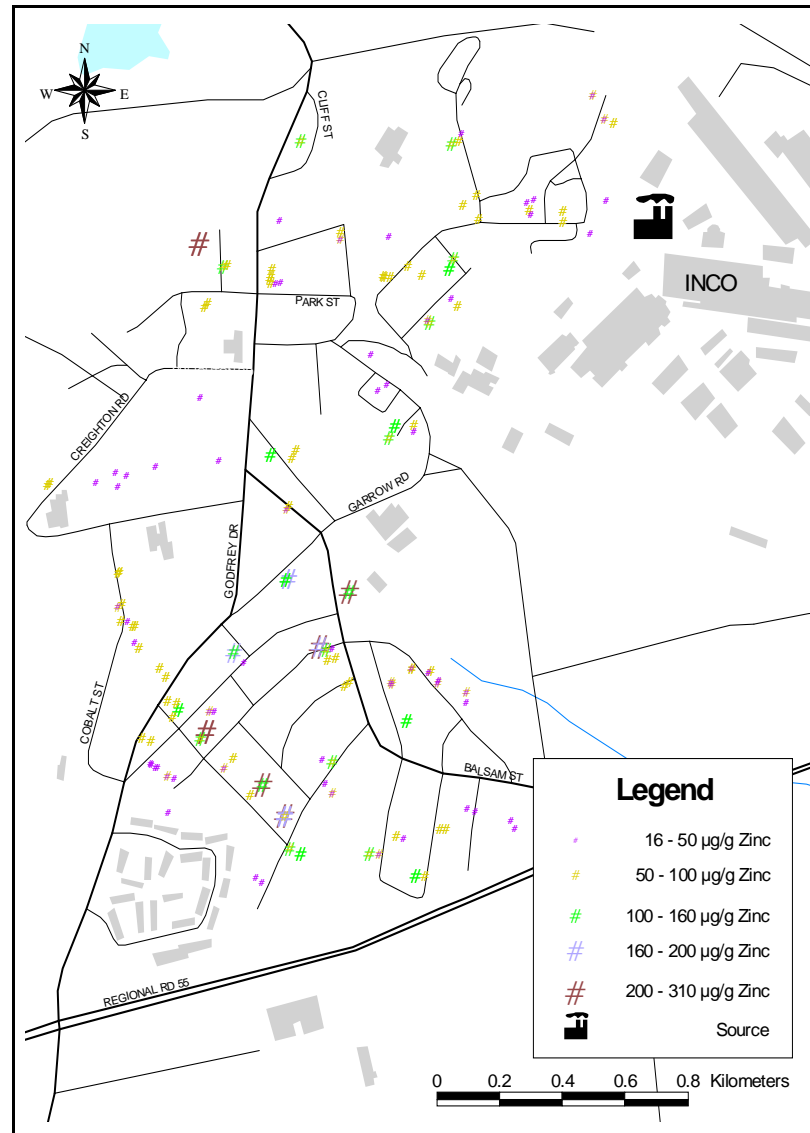 N
W E
S
CLIFF ST
PARK ST
INCO
CREIGHTON RD
GARROW RD
GODFREY DR
COBALT ST
BALSAM ST
REGIONAL RD 55
Legend
# 16 - 50 µg/g Zinc
# 50 - 100 µg/g Zinc
# 100 - 160 µg/g Zinc
# 160 - 200 µg/g Zinc
# 200 - 310 µg/g Zinc
Source
0 0.2 0.4 0.6 0.8 Kilometers